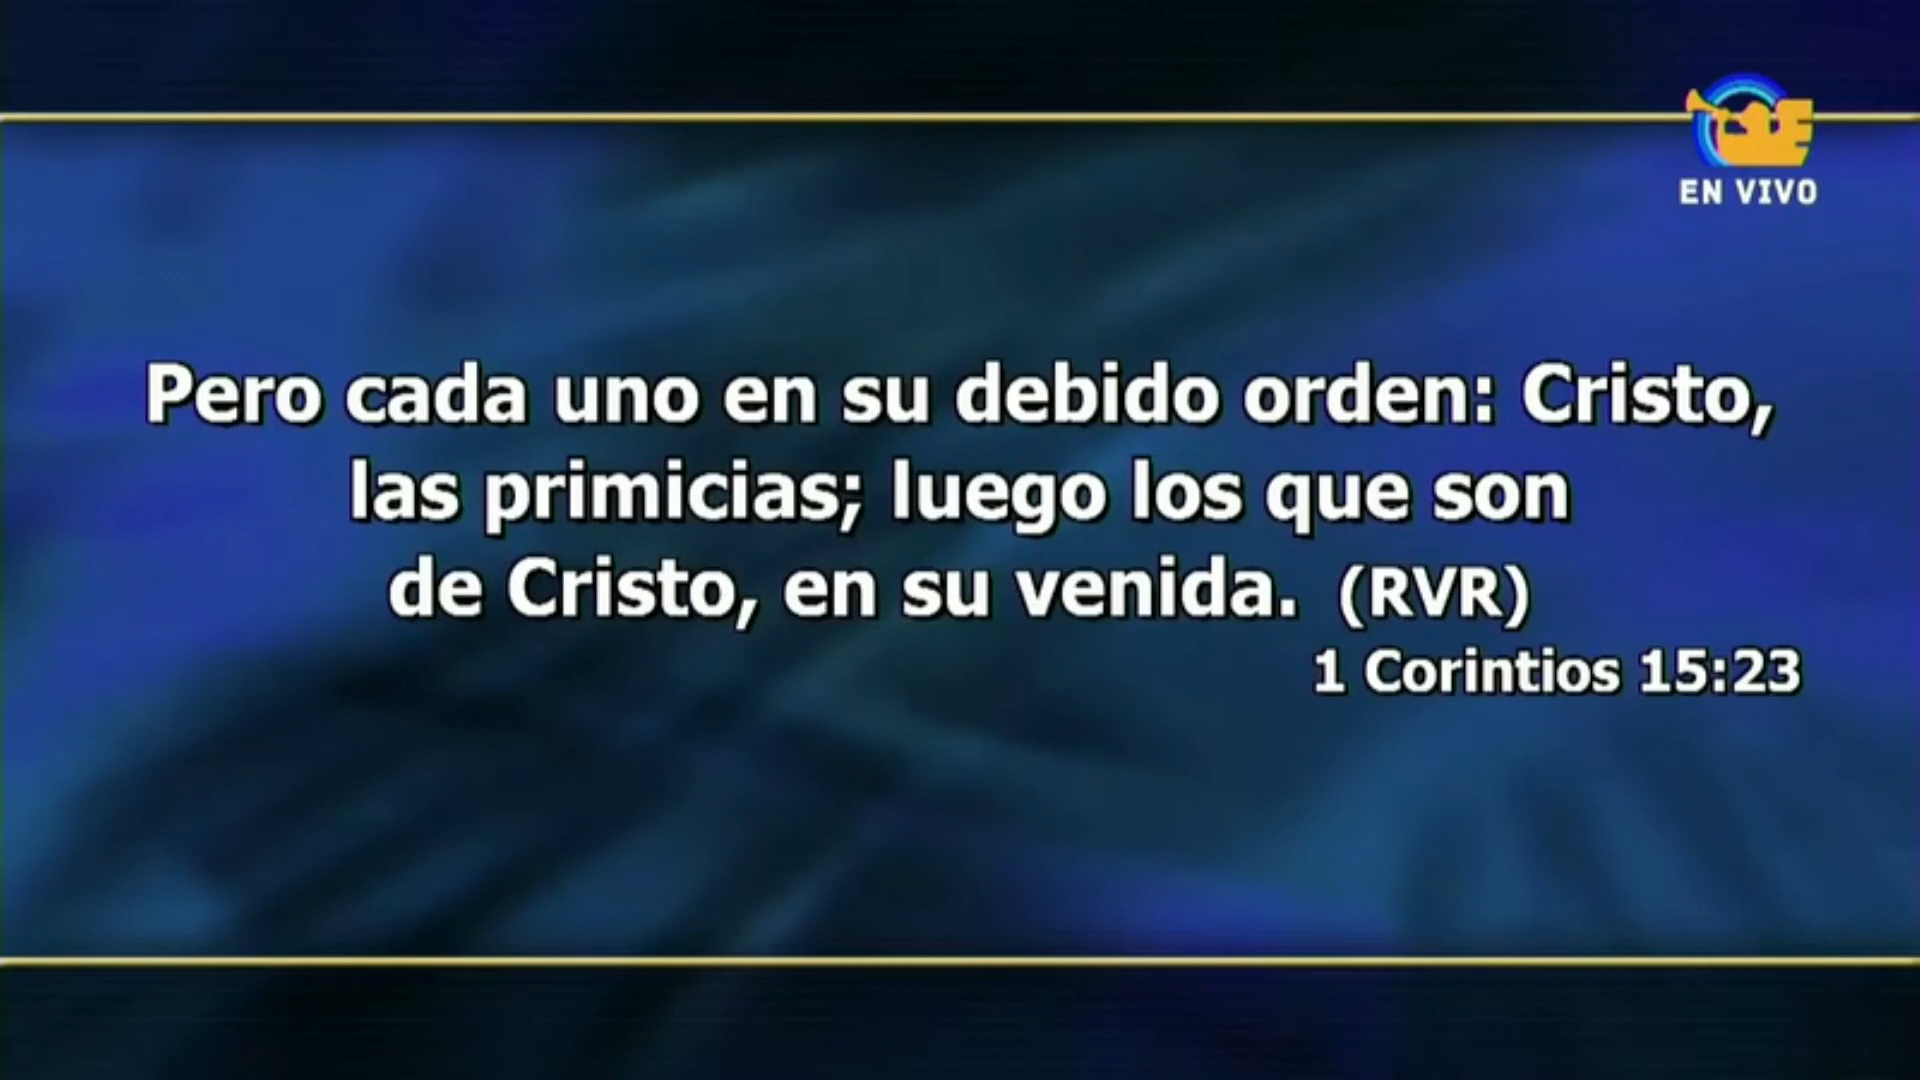 EN VIVO
Pero cada uno en su debido orden: Cristo,
las primicias; luego los que son
de Cristo, en su venida. (RVR)
1 Corintios 15:23